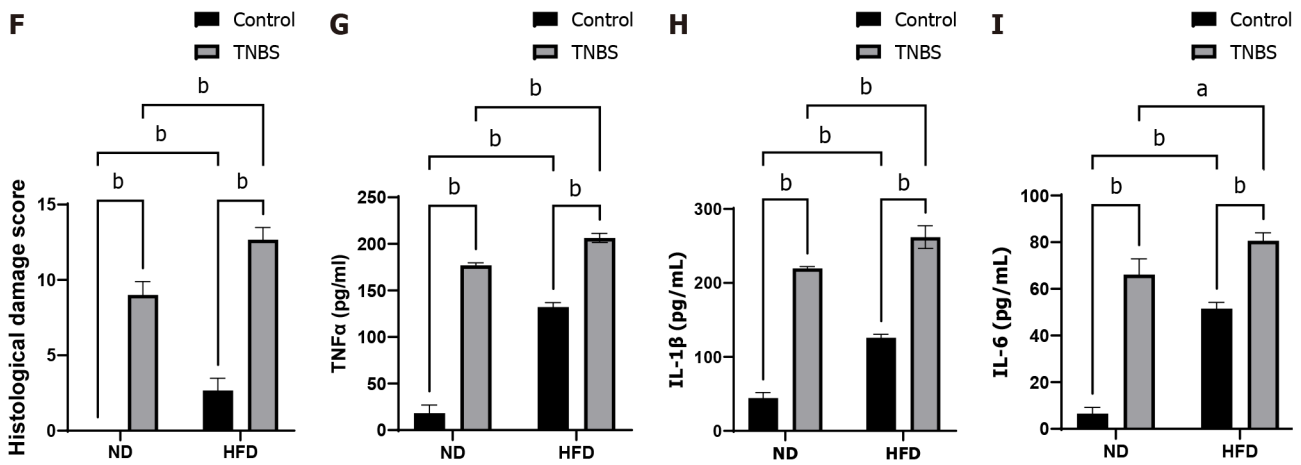 F
Control
TNBS
b
b
b
b
Histological damage score
15
10
5
0
ND HFD
G
Control
TNBS
b
b
b
b
TNFα (pg/ml)
250
200
150
100
50
0
ND HFD
H
Control
TNBS
b
b
b
b
IL-1β (pg/mL)
300
200
100
0
ND HFD
I
Control
TNBS
a
b
b
b
IL-6 (pg/mL)
100
80
60
40
20
0
ND HFD